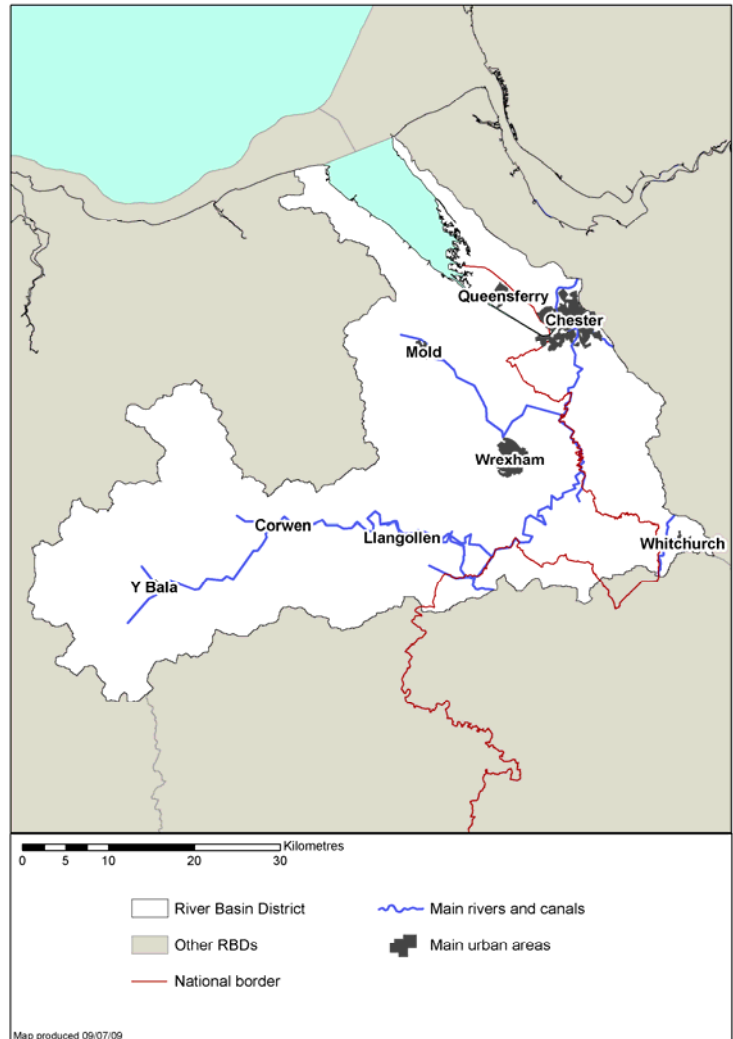 Queensferry
Chester
Mold
Wrexham
Corwen
Llangollen
Whitchurch
Y Bala
Kilometres
0 5 10 20 30
River Basin District
Main rivers and canals
Other RBDs
Main urban areas
National border
Map produced 09/07/09